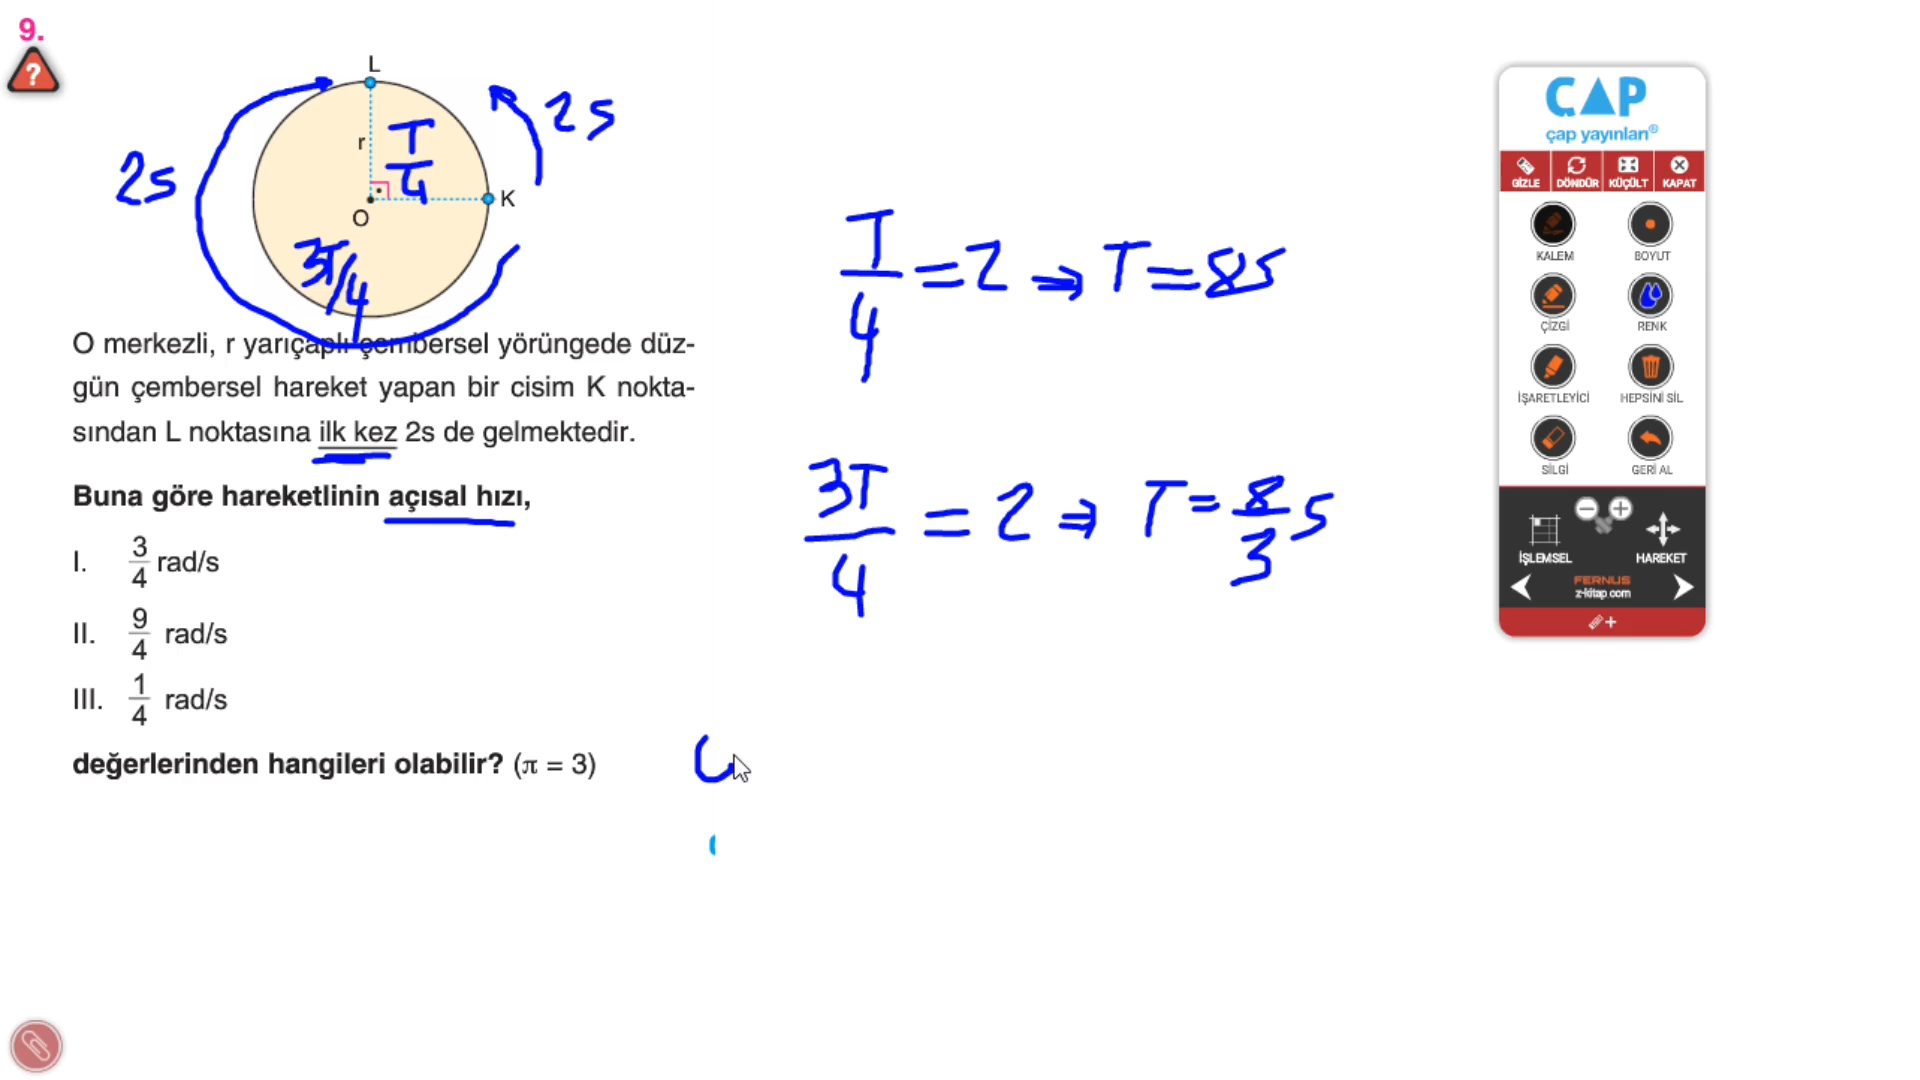 9.
?
L
2s
r
T/4
2s
K
O
3T/4
O merkezli, r yarıçaplı çembersel yörüngede düz-
gün çembersel hareket yapan bir cisim K nokta-
sından L noktasına ilk kez 2s de gelmektedir.
Buna göre hareketlinin açısal hızı,
I. 3/4 rad/s
II. 9/4 rad/s
III. 1/4 rad/s
değerlerinden hangileri olabilir? (π = 3)
T/4 = 2 ⇒ T = 8s
3T/4 = 2 ⇒ T = 8/3 s
ÇAP
çap yayınları®
GİZLE DÖNDÜR KÜÇÜLT KAPAT
KALEM BOYUT
ÇİZGİ RENK
İŞARETLEYİCİ HEPSİNİ SİL
SİLGİ GERİ AL
İŞLEMSEL HAREKET
FERNUS
z-kitap.com